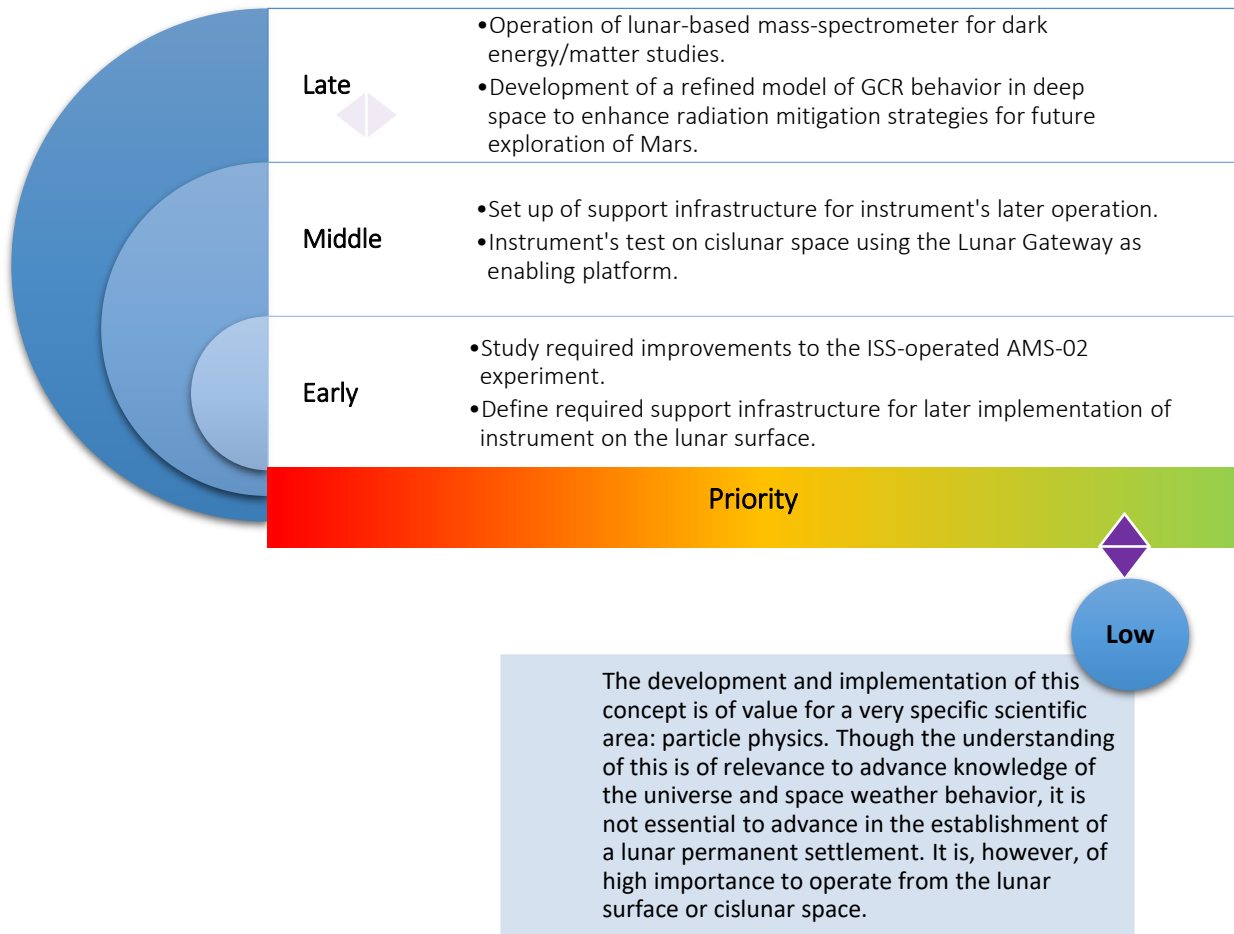 Late
•Operation of lunar-based mass-spectrometer for dark
energy/matter studies.
•Development of a refined model of GCR behavior in deep
space to enhance radiation mitigation strategies for future
exploration of Mars.
Middle
•Set up of support infrastructure for instrument's later operation.
•Instrument's test on cislunar space using the Lunar Gateway as
enabling platform.
Early
•Study required improvements to the ISS-operated AMS-02
experiment.
•Define required support infrastructure for later implementation of
instrument on the lunar surface.
Priority
Low
The development and implementation of this
concept is of value for a very specific scientific
area: particle physics. Though the understanding
of this is of relevance to advance knowledge of
the universe and space weather behavior, it is
not essential to advance in the establishment of
a lunar permanent settlement. It is, however, of
high importance to operate from the lunar
surface or cislunar space.